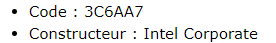 • Code : 3C6AA7
• Constructeur : Intel Corporate